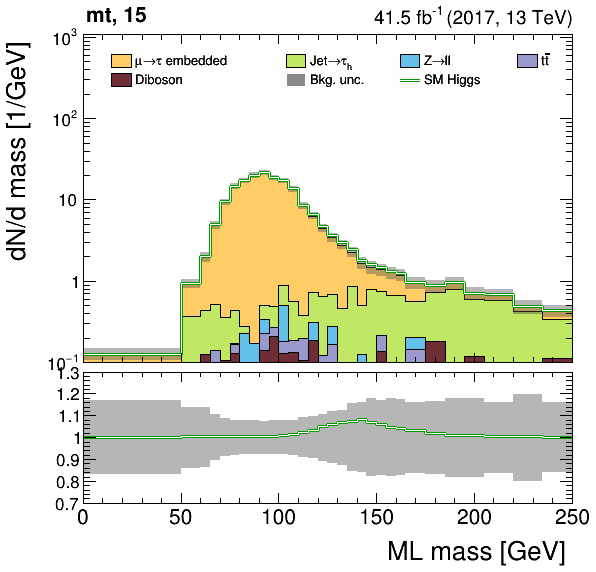 mt, 15 41.5 fb⁻¹ (2017, 13 TeV)
10³
μ→τ embedded Jet→τₕ Z→ll tt̄
Diboson Bkg. unc. SM Higgs
10²
10
1
10⁻¹
dN/d mass [1/GeV]
1.3
1.2
1.1
1
0.9
0.8
0.7
0 50 100 150 200 250
ML mass [GeV]